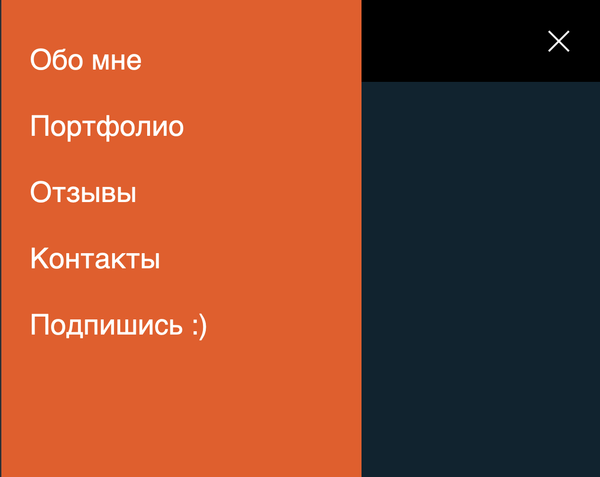 Обо мне
Портфолио
Отзывы
Контакты
Подпишись :)